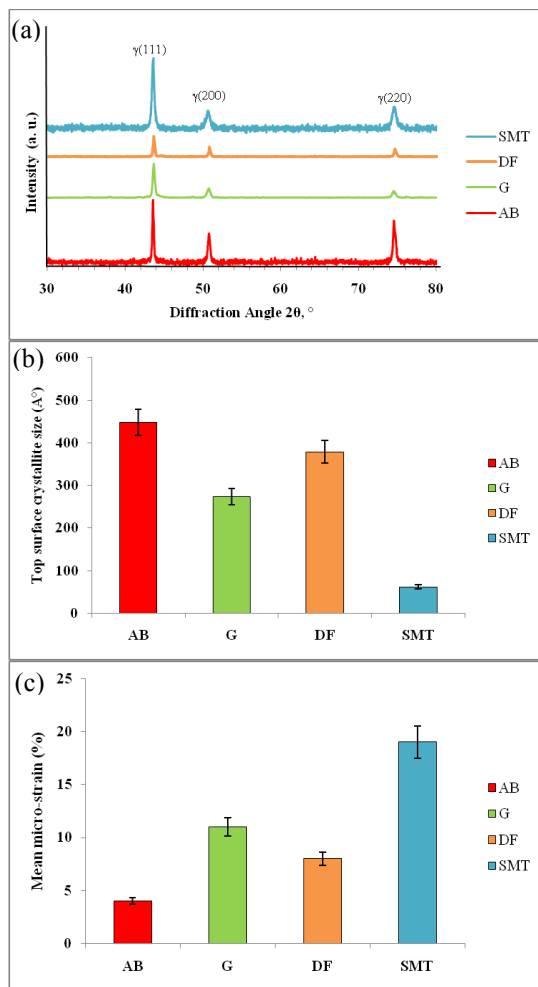 (a)
γ(111)
γ(200)
γ(220)
Intensity (a. u.)
SMT
DF
G
AB
30 40 50 60 70 80
Diffraction Angle 2θ, °
(b)
Top surface crystallite size (A°)
600
500
400
300
200
100
0
AB
G
DF
SMT
AB G DF SMT
(c)
Mean micro-strain (%)
25
20
15
10
5
0
AB
G
DF
SMT
AB G DF SMT